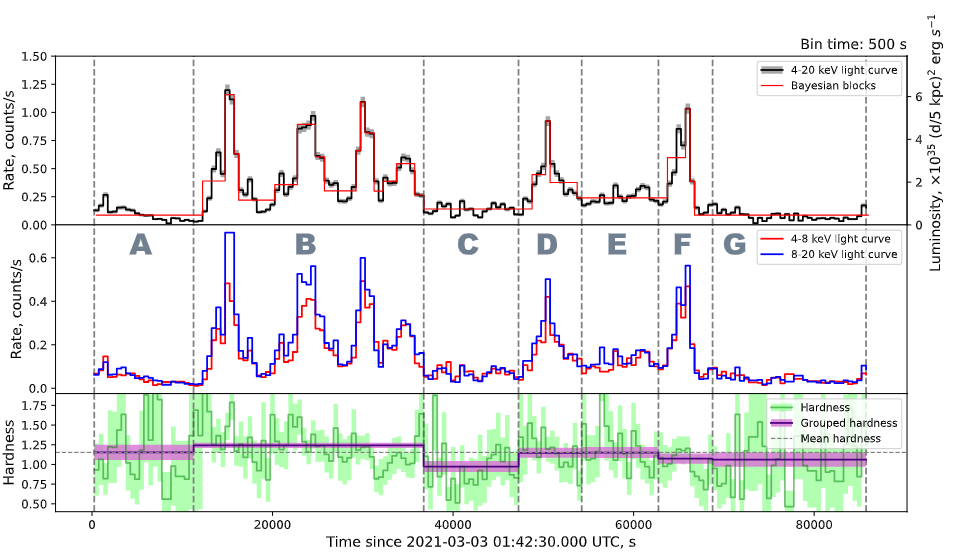 Bin time: 500 s
1.50
1.25
1.00
0.75
0.50
0.25
0.00
Rate, counts/s
4-20 keV light curve
Bayesian blocks
6
4
2
0
Luminosity, ×10³⁵ (d/5 kpc)² erg s⁻¹
A B C D E F G
0.6
0.4
0.2
0.0
Rate, counts/s
4-8 keV light curve
8-20 keV light curve
1.75
1.50
1.25
1.00
0.75
0.50
Hardness
Hardness
Grouped hardness
Mean hardness
0 20000 40000 60000 80000
Time since 2021-03-03 01:42:30.000 UTC, s